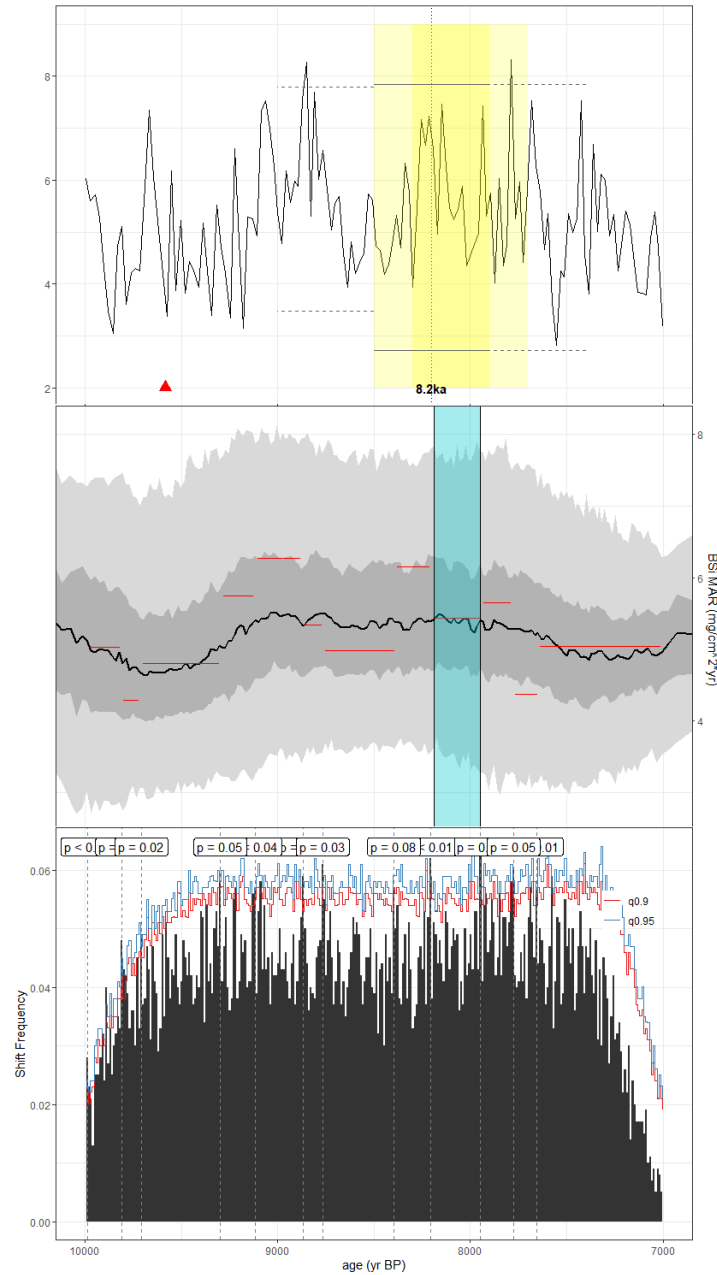 8
6
4
2
8.2ka
8
6
4
BSi MAR (mg/cm^2*yr)
p < 0. p = p = 0.02 p = 0.05 : 0.04 p = 0.03 p = 0.08 < 0.01 p = 0 p = 0.05 .01
0.06
0.04
0.02
0.00
q0.9
q0.95
Shift Frequency
10000 9000 8000 7000
age (yr BP)